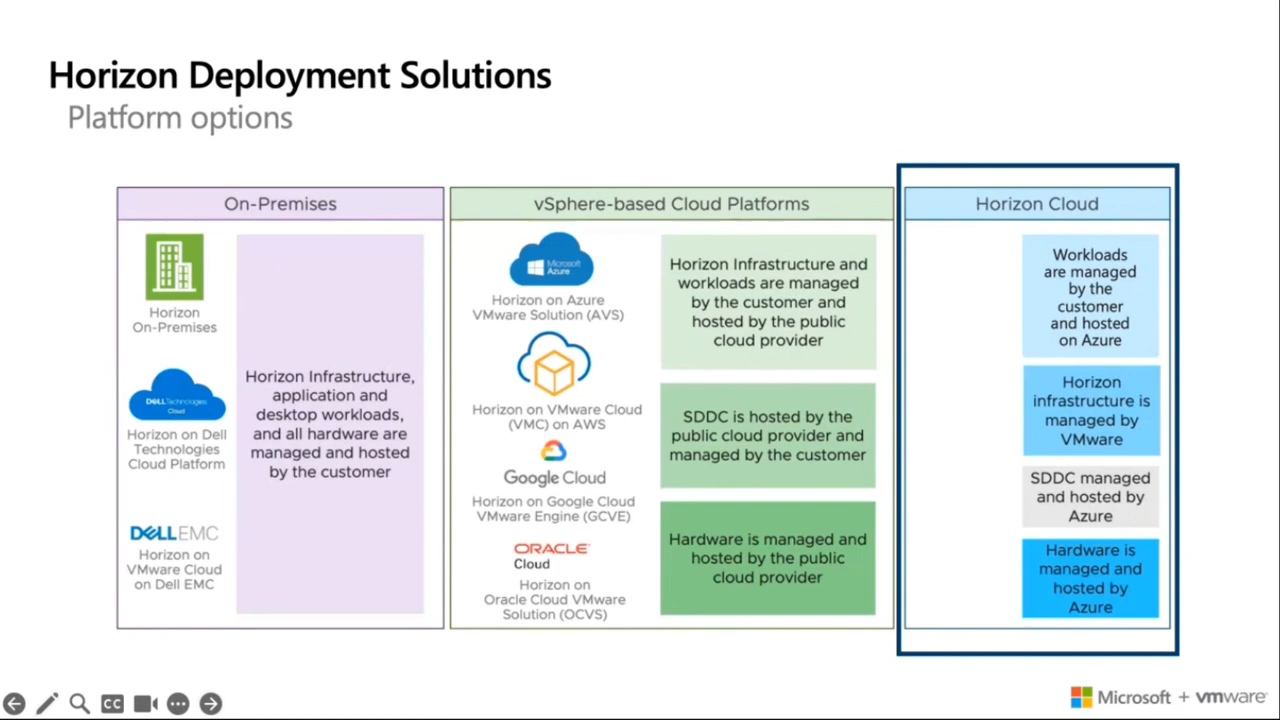 Horizon Deployment Solutions
Platform options
On-Premises
Horizon
On-Premises
DELL Technologies
Cloud
Horizon on Dell
Technologies
Cloud Platform
DELL EMC
Horizon on
VMware Cloud
on Dell EMC
Horizon Infrastructure,
application and
desktop workloads,
and all hardware are
managed and hosted
by the customer
vSphere-based Cloud Platforms
Microsoft
Azure
Horizon on Azure
VMware Solution (AVS)
Horizon on VMware Cloud
(VMC) on AWS
Google Cloud
Horizon on Google Cloud
VMware Engine (GCVE)
ORACLE
Cloud
Horizon on
Oracle Cloud VMware
Solution (OCVS)
Horizon Infrastructure and
workloads are managed
by the customer and
hosted by the public
cloud provider
SDDC is hosted by the
public cloud provider and
managed by the customer
Hardware is managed and
hosted by the public
cloud provider
Horizon Cloud
Workloads
are managed
by the
customer
and hosted
on Azure
Horizon
infrastructure is
managed by
VMware
SDDC managed
and hosted by
Azure
Hardware is
managed and
hosted by
Azure
CC
Microsoft + vmware